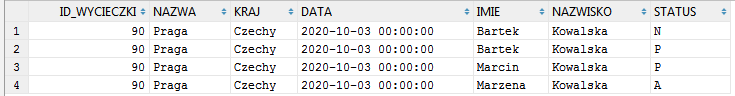 ID_WYCIECZKI NAZWA KRAJ DATA IMIE NAZWISKO STATUS
1 90 Praga Czechy 2020-10-03 00:00:00 Bartek Kowalska N
2 90 Praga Czechy 2020-10-03 00:00:00 Bartek Kowalska P
3 90 Praga Czechy 2020-10-03 00:00:00 Marcin Kowalska P
4 90 Praga Czechy 2020-10-03 00:00:00 Marzena Kowalska A